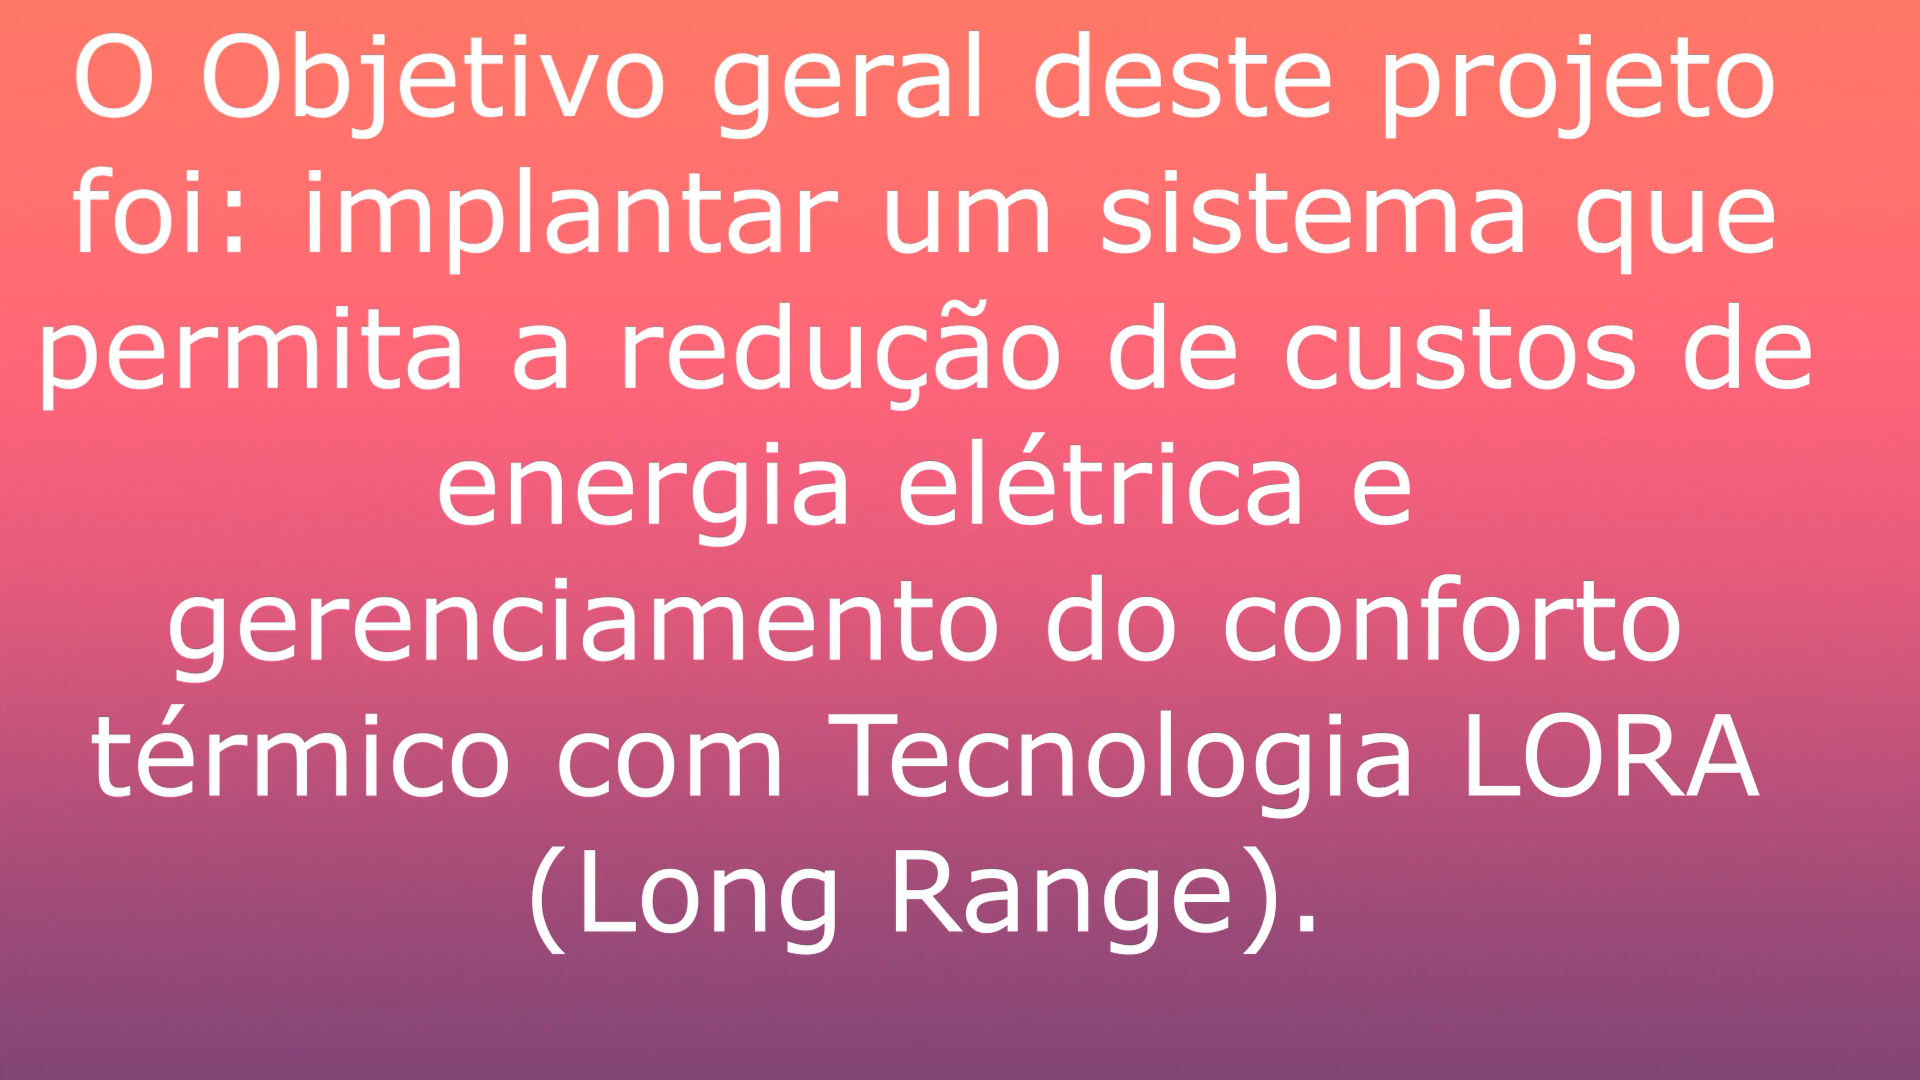 O Objetivo geral deste projeto
foi: implantar um sistema que
permita a redução de custos de
energia elétrica e
gerenciamento do conforto
térmico com Tecnologia LORA
(Long Range).